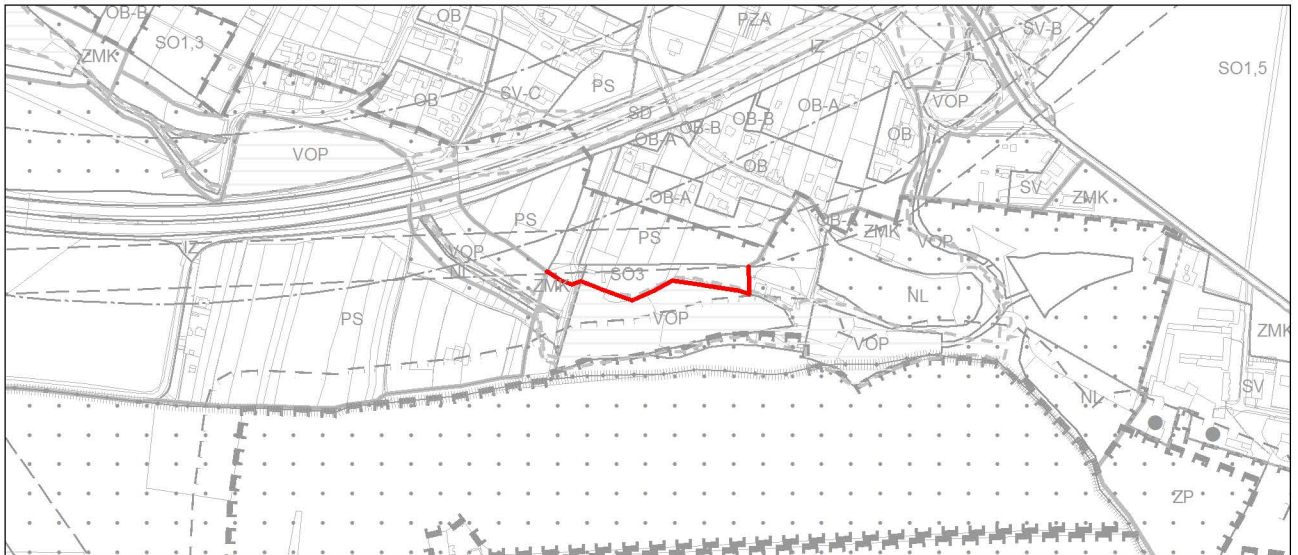 OB-B
OB
PZA
SV-B
SO1,3
ZMK
IZ
SO1,5
SV-C
PS
OB-A
VOP
OB
SD
OB-B
OB-B
OB
VOP
OB-A
OB
SV
ZMK
OB-A
PS
PS
OB-
ZMK
IZ
VOP
VOP
NL
SO3
ZMK
NL
PS
VOP
VOP
ZMK
SV
NL
ZP